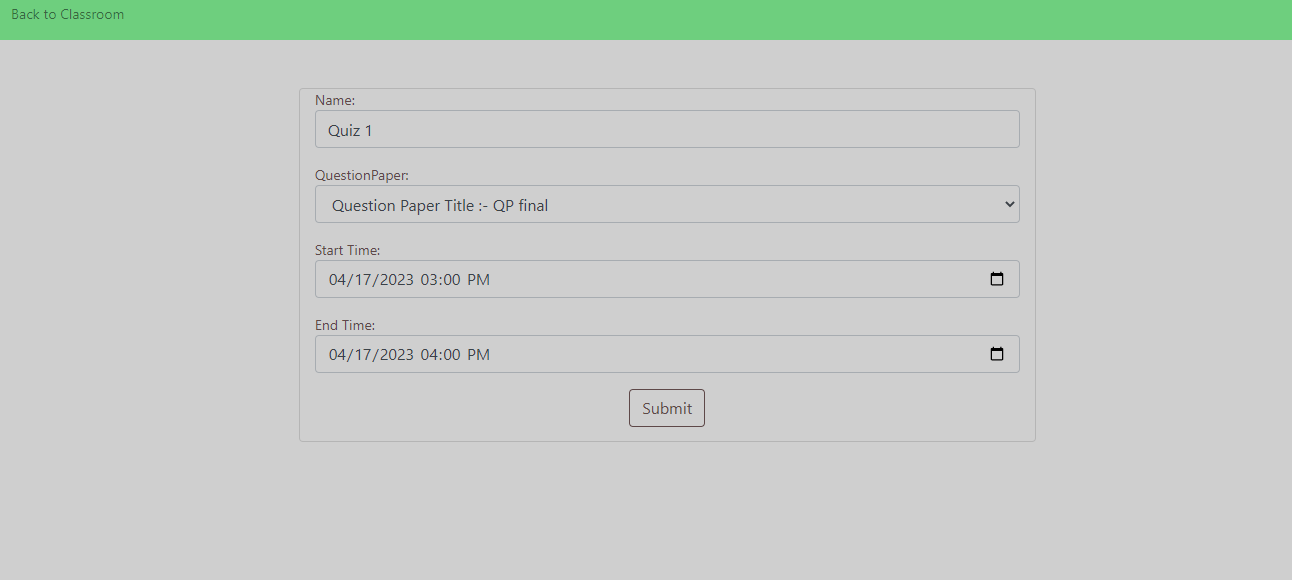 Back to Classroom
Name:
Quiz 1
QuestionPaper:
Question Paper Title :- QP final
Start Time:
04/17/2023 03:00 PM
End Time:
04/17/2023 04:00 PM
Submit